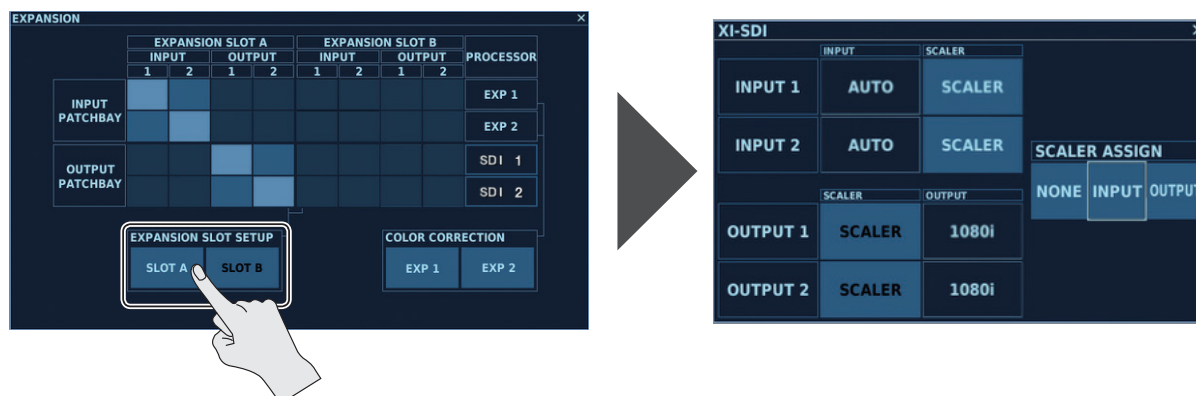 EXPANSION ×
EXPANSION SLOT A EXPANSION SLOT B
INPUT OUTPUT INPUT OUTPUT PROCESSOR
1 2 1 2 1 2 1 2
INPUT
PATCHBAY
EXP 1
EXP 2
OUTPUT
PATCHBAY
SDI 1
SDI 2
EXPANSION SLOT SETUP
SLOT A SLOT B
COLOR CORRECTION
EXP 1 EXP 2
XI-SDI
INPUT SCALER
INPUT 1 AUTO SCALER
INPUT 2 AUTO SCALER
SCALER ASSIGN
NONE INPUT OUTPUT
SCALER OUTPUT
OUTPUT 1 SCALER 1080i
OUTPUT 2 SCALER 1080i